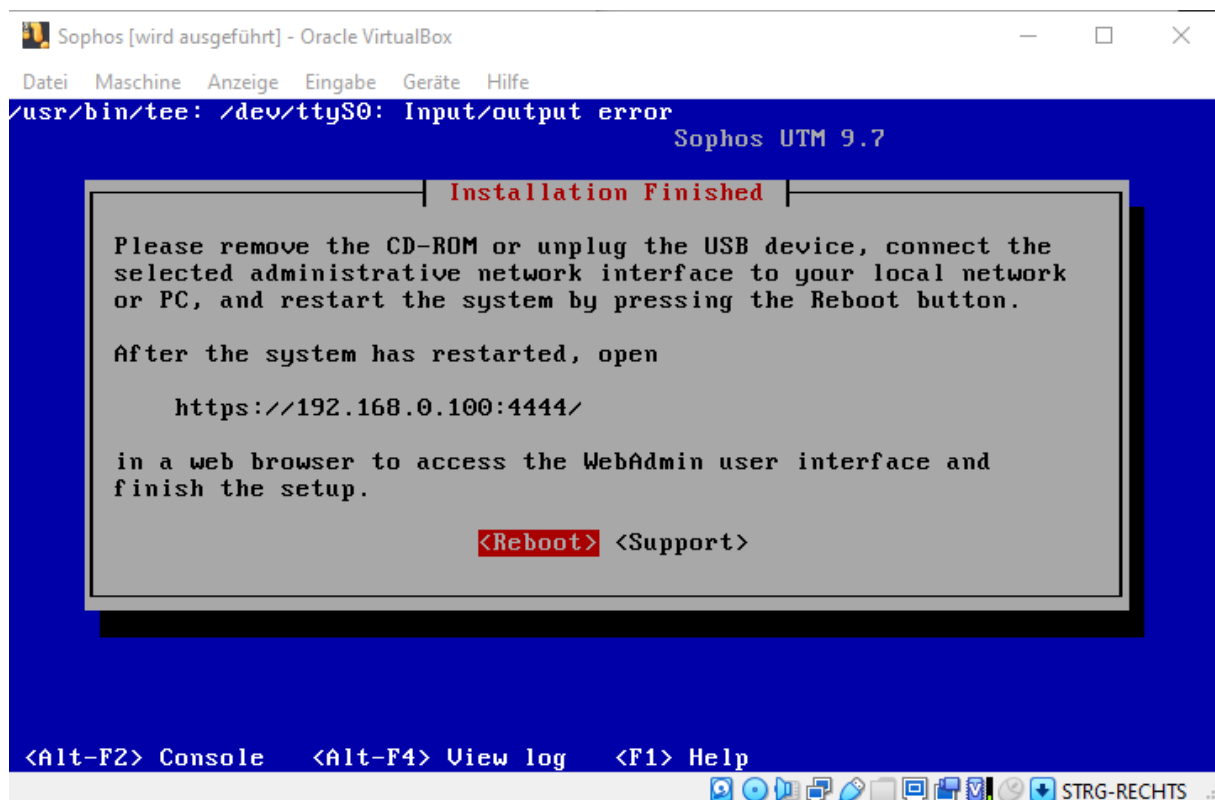 Sophos [wird ausgeführt] - Oracle VirtualBox
Datei Maschine Anzeige Eingabe Geräte Hilfe
/usr/bin/tee: /dev/ttyS0: Input/output error
Sophos UTM 9.7
Installation Finished
Please remove the CD-ROM or unplug the USB device, connect the
selected administrative network interface to your local network
or PC, and restart the system by pressing the Reboot button.
After the system has restarted, open
https://192.168.0.100:4444/
in a web browser to access the WebAdmin user interface and
finish the setup.
<Reboot> <Support>
<Alt-F2> Console <Alt-F4> View log <F1> Help
STRG-RECHTS